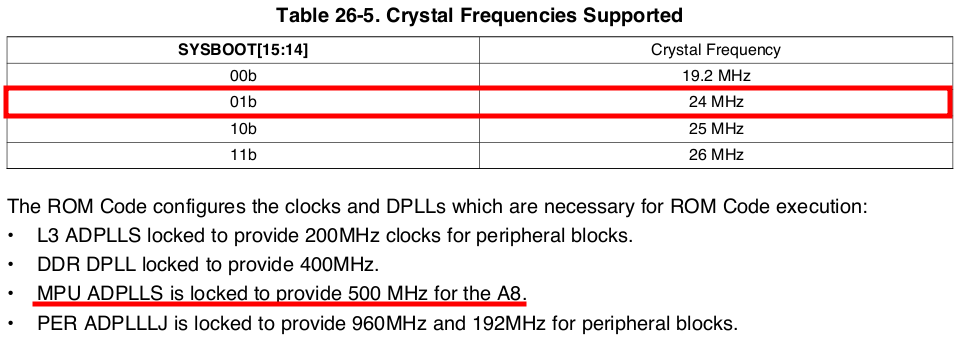 Table 26-5. Crystal Frequencies Supported
SYSBOOT[15:14] Crystal Frequency
00b 19.2 MHz
01b 24 MHz
10b 25 MHz
11b 26 MHz
The ROM Code configures the clocks and DPLLs which are necessary for ROM Code execution:
• L3 ADPLLS locked to provide 200MHz clocks for peripheral blocks.
• DDR DPLL locked to provide 400MHz.
• MPU ADPLLS is locked to provide 500 MHz for the A8.
• PER ADPLLLJ is locked to provide 960MHz and 192MHz for peripheral blocks.